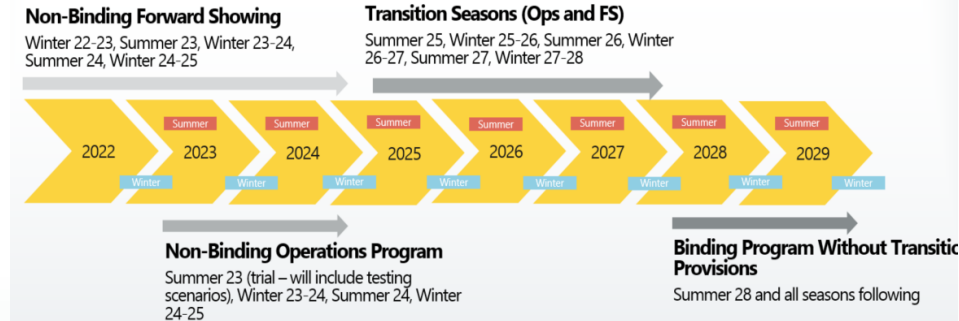 Non-Binding Forward Showing
Winter 22-23, Summer 23, Winter 23-24,
Summer 24, Winter 24-25
Transition Seasons (Ops and FS)
Summer 25, Winter 25-26, Summer 26, Winter
26-27, Summer 27, Winter 27-28
Summer
Summer
Summer
Summer
Summer
Summer
Summer
2022
2023
2024
2025
2026
2027
2028
2029
Winter
Winter
Winter
Winter
Winter
Winter
Winter
Winter
Non-Binding Operations Program
Summer 23 (trial – will include testing
scenarios), Winter 23-24, Summer 24, Winter
24-25
Binding Program Without Transitio
Provisions
Summer 28 and all seasons following